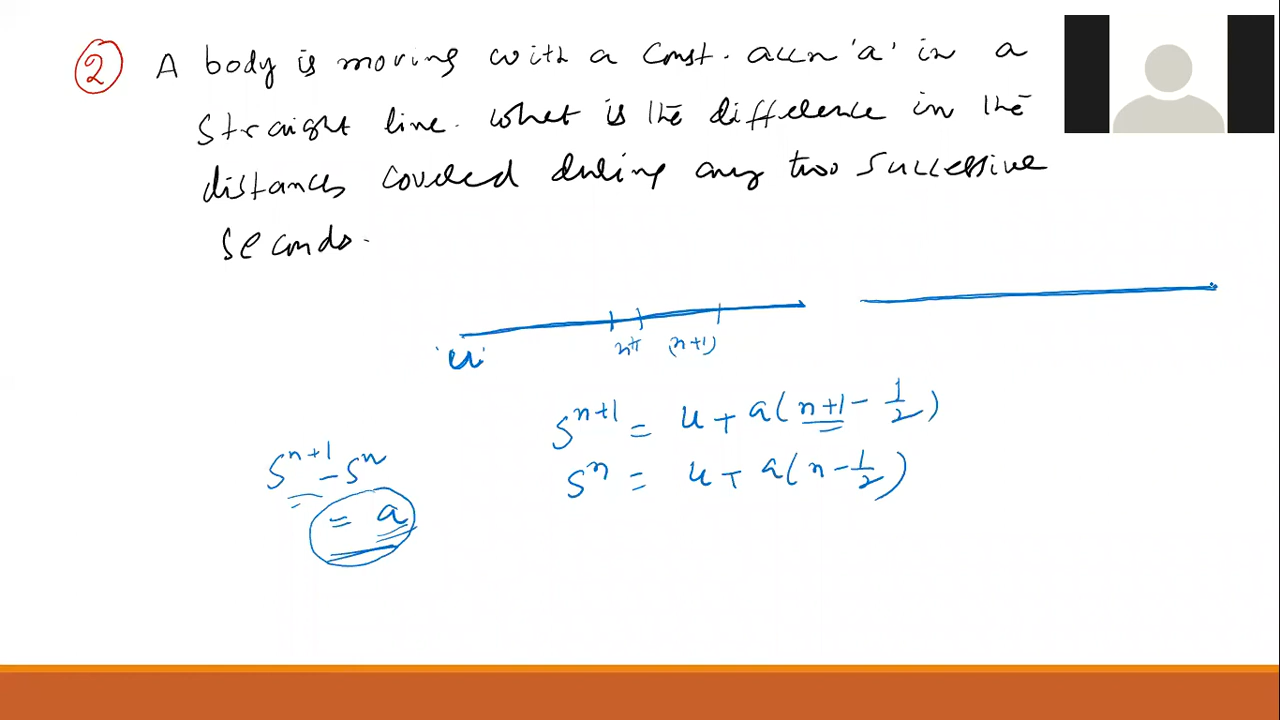 2 A body is moving with a const. accn 'a' in a
straight line. What is the difference in the
distances covered during any two successive
seconds.
'u'
nth (n+1)
S^{n+1} = u + a(n+1 - 1/2)
S^{n+1} - S^n
S^n = u + a(n - 1/2)
= a